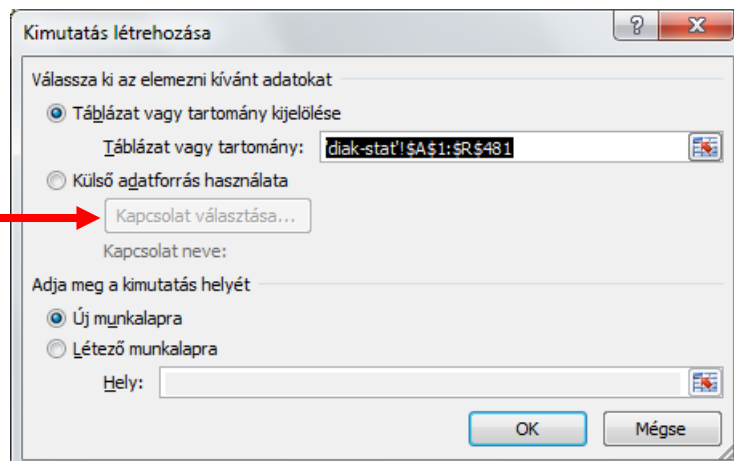 Kimutatás létrehozása
Válassza ki az elemezni kívánt adatokat
Táblázat vagy tartomány kijelölése
Táblázat vagy tartomány: 'diak-stat'!$A$1:$R$481
Külső adatforrás használata
Kapcsolat választása...
Kapcsolat neve:
Adja meg a kimutatás helyét
Új munkalapra
Létező munkalapra
Hely:
OK Mégse